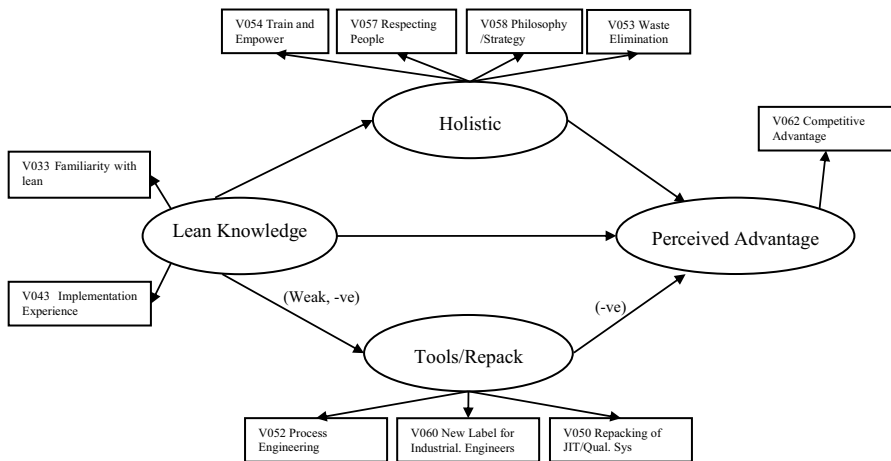 V054 Train and
Empower
V057 Respecting
People
V058 Philosophy
/Strategy
V053 Waste
Elimination
Holistic
V062 Competitive
Advantage
V033 Familiarity with
lean
Lean Knowledge
Perceived Advantage
V043 Implementation
Experience
(Weak, -ve)
(-ve)
Tools/Repack
V052 Process
Engineering
V060 New Label for
Industrial. Engineers
V050 Repacking of
JIT/Qual. Sys